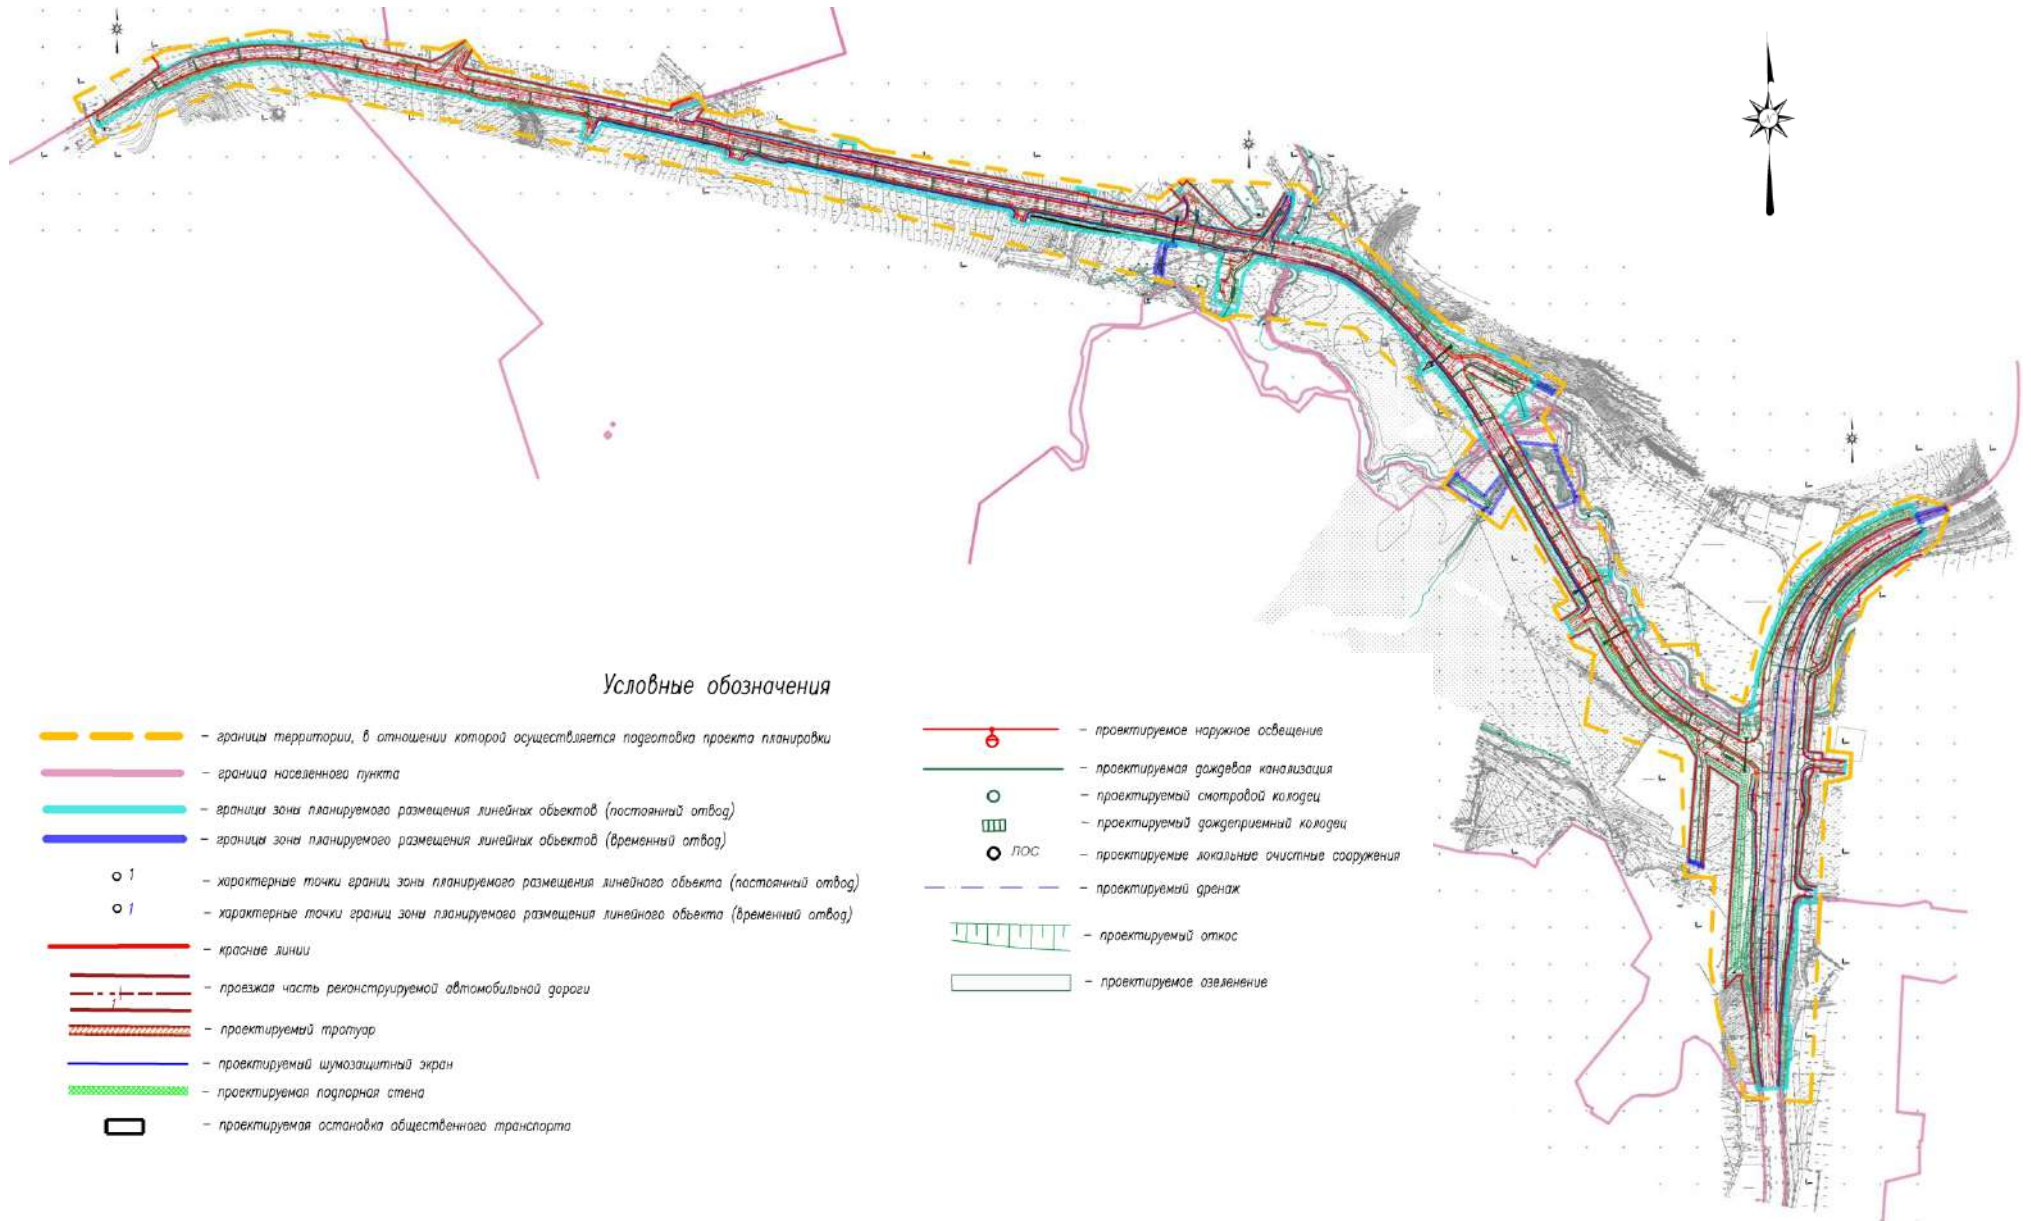 Условные обозначения
– границы территории, в отношении которой осуществляется подготовка проекта планировки
– граница населенного пункта
– границы зоны планируемого размещения линейных объектов (постоянный отвод)
– границы зоны планируемого размещения линейных объектов (временный отвод)
1 – характерные точки границ зоны планируемого размещения линейного объекта (постоянный отвод)
1 – характерные точки границ зоны планируемого размещения линейного объекта (временный отвод)
– красные линии
– проезжая часть реконструируемой автомобильной дороги
– проектируемый тротуар
– проектируемый шумозащитный экран
– проектируемая подпорная стена
– проектируемая остановка общественного транспорта
– проектируемое наружное освещение
– проектируемая дождевая канализация
– проектируемый смотровой колодец
– проектируемый дождеприемный колодец
ЛОС – проектируемые локальные очистные сооружения
– проектируемый дренаж
– проектируемый откос
– проектируемое озеленение